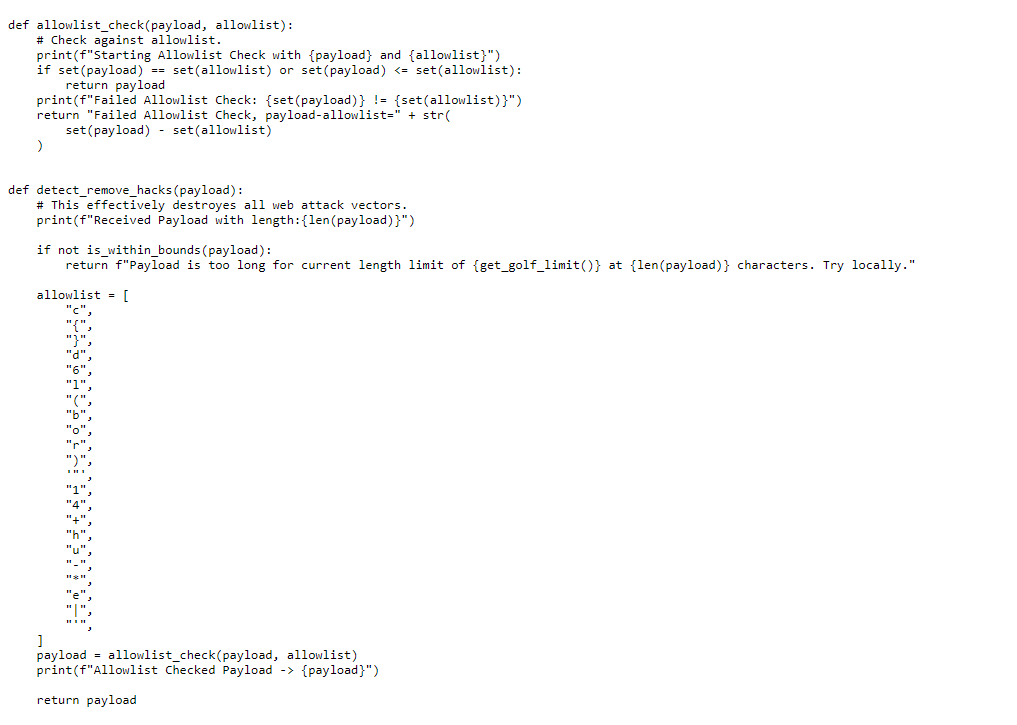 def allowlist_check(payload, allowlist):
    # Check against allowlist.
    print(f"Starting Allowlist Check with {payload} and {allowlist}")
    if set(payload) == set(allowlist) or set(payload) <= set(allowlist):
        return payload
    print(f"Failed Allowlist Check: {set(payload)} != {set(allowlist)}")
    return "Failed Allowlist Check, payload-allowlist=" + str(
        set(payload) - set(allowlist)
    )
def detect_remove_hacks(payload):
    # This effectively destroyes all web attack vectors.
    print(f"Received Payload with length:{len(payload)}")
    if not is_within_bounds(payload):
        return f"Payload is too long for current length limit of {get_golf_limit()} at {len(payload)} characters. Try locally."
    allowlist = [
        "c",
        "{",
        "}",
        "d",
        "6",
        "l",
        "(",
        "b",
        "o",
        "r",
        ")",
        '"',
        "1",
        "4",
        "+",
        "h",
        "u",
        "-",
        "*",
        "e",
        "|",
        "'",
    ]
    payload = allowlist_check(payload, allowlist)
    print(f"Allowlist Checked Payload -> {payload}")
    return payload